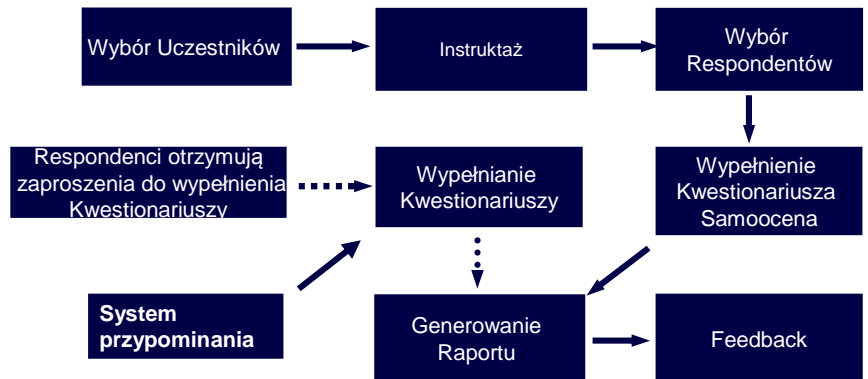 Wybór Uczestników
Instruktaż
Wybór
Respondentów
Respondenci otrzymują
zaproszenia do wypełnienia
Kwestionariuszy
Wypełnianie
Kwestionariuszy
Wypełnienie
Kwestionariusza
Samoocena
System
przypominania
Generowanie
Raportu
Feedback